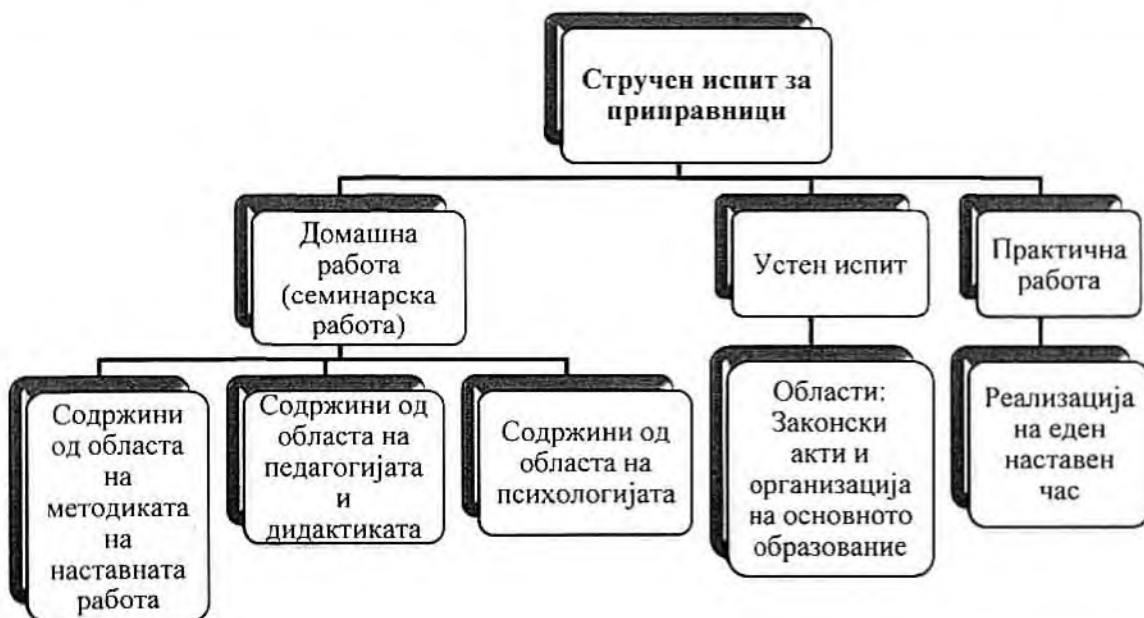 Стручен испит за
приправници
Домашна
работа
(семинарска
работа)
Устен испит
Практична
работа
Содржини
од областа
на
методиката
на
наставната
работа
Содржини од
областа на
педагогијата
и
дидактиката
Содржини од
областа на
психологијата
Области:
Законски
акти и
организација
на основното
образование
Реализација
на еден
наставен
час